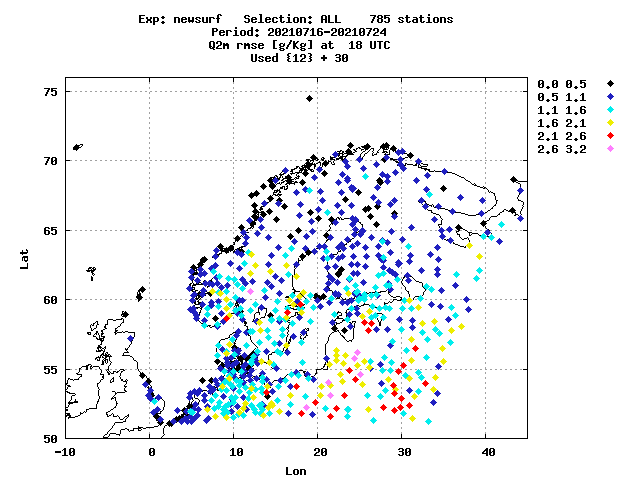 Exp: newsurf   Selection: ALL    785 stations
Period: 20210716-20210724
Q2m rmse [g/Kg] at  18 UTC
Used {12} + 30
0.0 0.5
0.5 1.1
1.1 1.6
1.6 2.1
2.1 2.6
2.6 3.2
75
70
65
60
55
50
Lat
-10 0 10 20 30 40
Lon